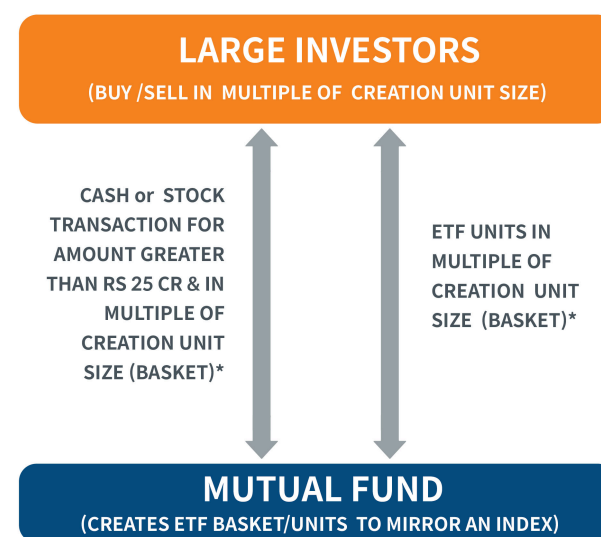 LARGE INVESTORS
(BUY /SELL IN MULTIPLE OF CREATION UNIT SIZE)
CASH or STOCK
TRANSACTION FOR
AMOUNT GREATER
THAN RS 25 CR & IN
MULTIPLE OF
CREATION UNIT
SIZE (BASKET)*
ETF UNITS IN
MULTIPLE OF
CREATION UNIT
SIZE (BASKET)*
MUTUAL FUND
(CREATES ETF BASKET/UNITS TO MIRROR AN INDEX)